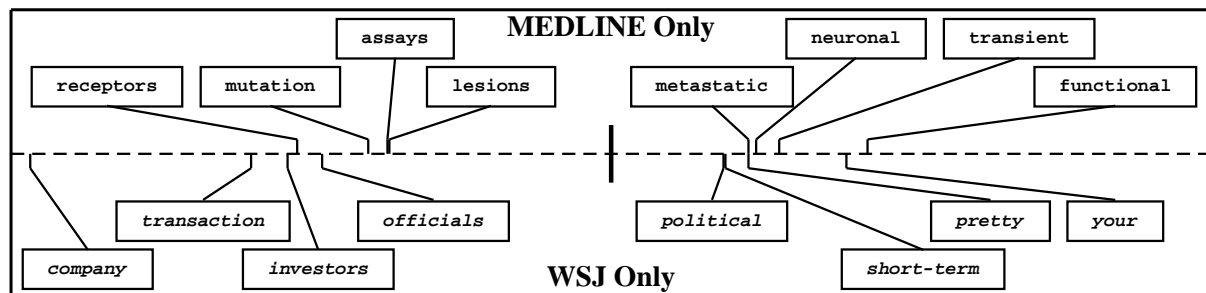 MEDLINE Only
assays
neuronal
transient
receptors
mutation
lesions
metastatic
functional
transaction
officials
political
pretty
your
company
investors
short-term
WSJ Only